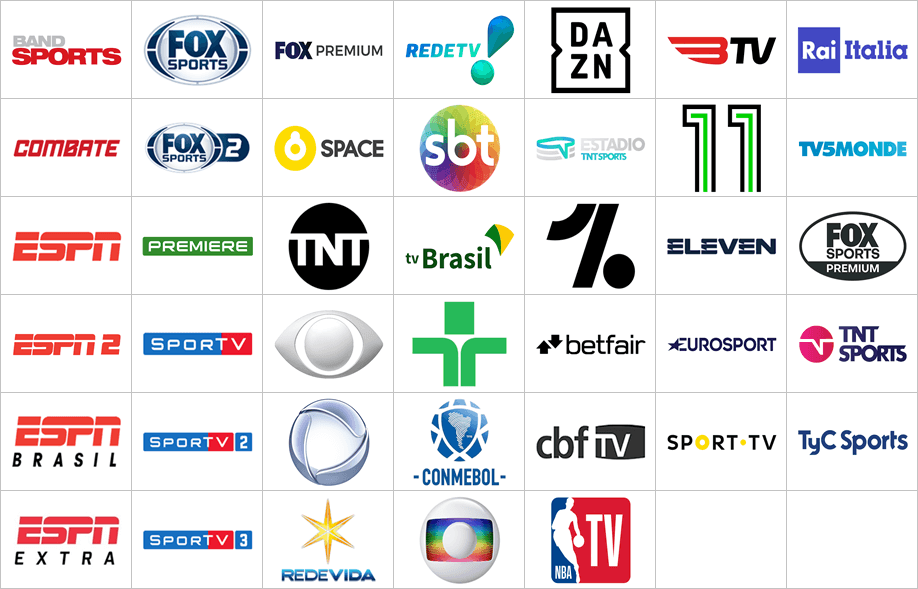 BAND
SPORTS
FOX
SPORTS
FOX PREMIUM
REDETV
DA
ZN
BTV
Rai Italia
COMBATE
FOX
SPORTS 2
6 SPACE
sbt
ESTADIO
TNT SPORTS
11
TV5MONDE
ESPN
PREMIERE
TNT
tv Brasil
1
ELEVEN
FOX
SPORTS
PREMIUM
ESPN 2
SPORTV
betfair
EUROSPORT
TNT
SPORTS
ESPN
BRASIL
SPORTV 2
CONMEBOL
cbf TV
SPORT•TV
TyC Sports
ESPN
EXTRA
SPORTV 3
REDEVIDA
NBA TV